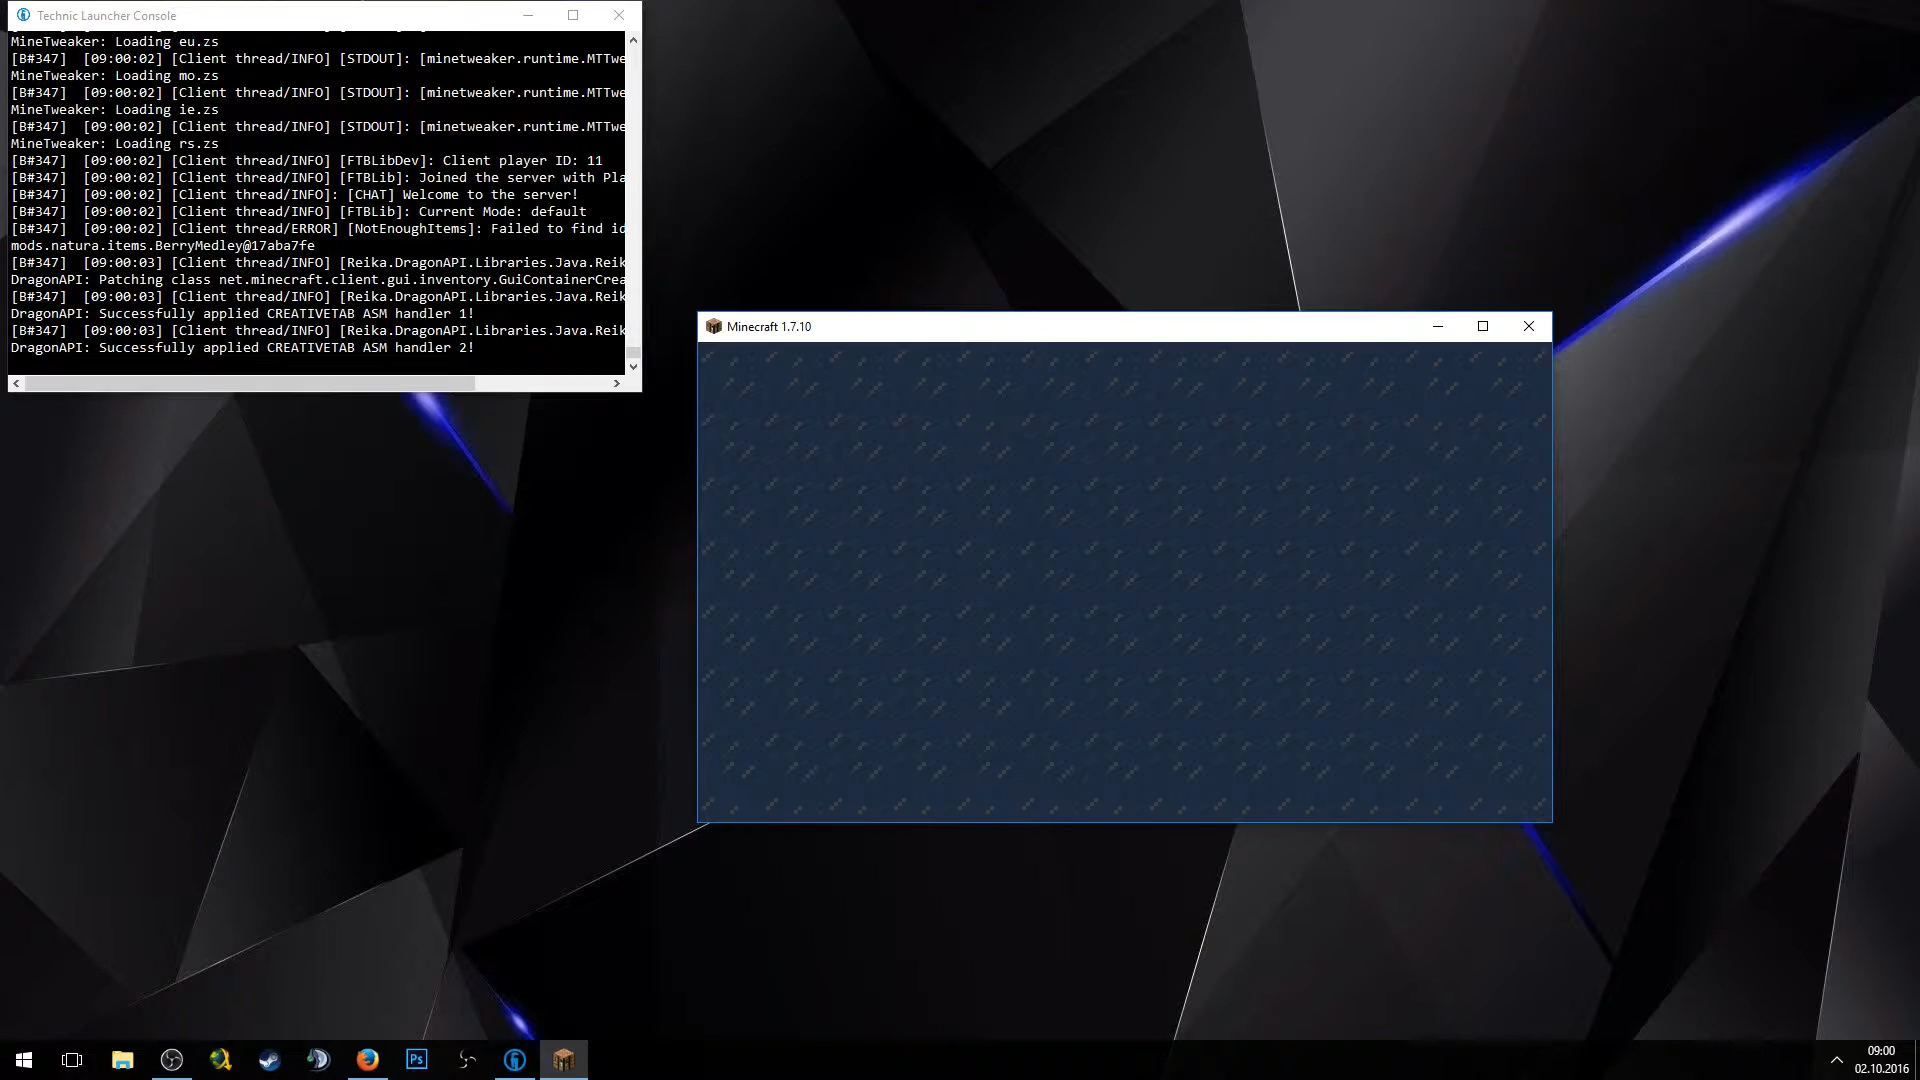 Technic Launcher Console
MineTweaker: Loading eu.zs
[B#347]  [09:00:02] [Client thread/INFO] [STDOUT]: [minetweaker.runtime.MTTwe
MineTweaker: Loading mo.zs
[B#347]  [09:00:02] [Client thread/INFO] [STDOUT]: [minetweaker.runtime.MTTwe
MineTweaker: Loading ie.zs
[B#347]  [09:00:02] [Client thread/INFO] [STDOUT]: [minetweaker.runtime.MTTwe
MineTweaker: Loading rs.zs
[B#347]  [09:00:02] [Client thread/INFO] [FTBLibDev]: Client player ID: 11
[B#347]  [09:00:02] [Client thread/INFO] [FTBLib]: Joined the server with Pla
[B#347]  [09:00:02] [Client thread/INFO]: [CHAT] Welcome to the server!
[B#347]  [09:00:02] [Client thread/INFO] [FTBLib]: Current Mode: default
[B#347]  [09:00:02] [Client thread/ERROR] [NotEnoughItems]: Failed to find id
mods.natura.items.BerryMedley@17aba7fe
[B#347]  [09:00:03] [Client thread/INFO] [Reika.DragonAPI.Libraries.Java.Reik
DragonAPI: Patching class net.minecraft.client.gui.inventory.GuiContainerCrea
[B#347]  [09:00:03] [Client thread/INFO] [Reika.DragonAPI.Libraries.Java.Reik
DragonAPI: Successfully applied CREATIVETAB ASM handler 1!
[B#347]  [09:00:03] [Client thread/INFO] [Reika.DragonAPI.Libraries.Java.Reik
DragonAPI: Successfully applied CREATIVETAB ASM handler 2!
Minecraft 1.7.10
Ps
09:00
02.10.2016